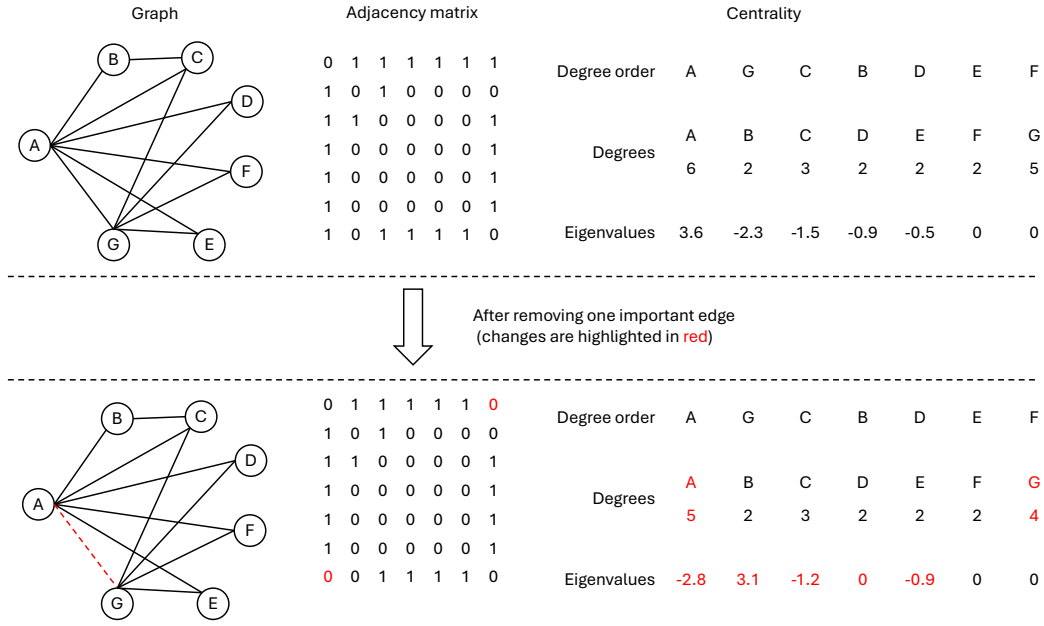 Graph Adjacency matrix Centrality
B C
D
A
F
G E
0 1 1 1 1 1 1
1 0 1 0 0 0 0
1 1 0 0 0 0 1
1 0 0 0 0 0 1
1 0 0 0 0 0 1
1 0 0 0 0 0 1
1 0 1 1 1 1 0
Degree order A G C B D E F
Degrees
A B C D E F G
6 2 3 2 2 2 5
Eigenvalues 3.6 -2.3 -1.5 -0.9 -0.5 0 0
After removing one important edge
(changes are highlighted in red)
B C
D
A
F
G E
0 1 1 1 1 1 0
1 0 1 0 0 0 0
1 1 0 0 0 0 1
1 0 0 0 0 0 1
1 0 0 0 0 0 1
1 0 0 0 0 0 1
0 0 1 1 1 1 0
Degree order A G C B D E F
Degrees
A B C D E F G
5 2 3 2 2 2 4
Eigenvalues -2.8 3.1 -1.2 0 -0.9 0 0